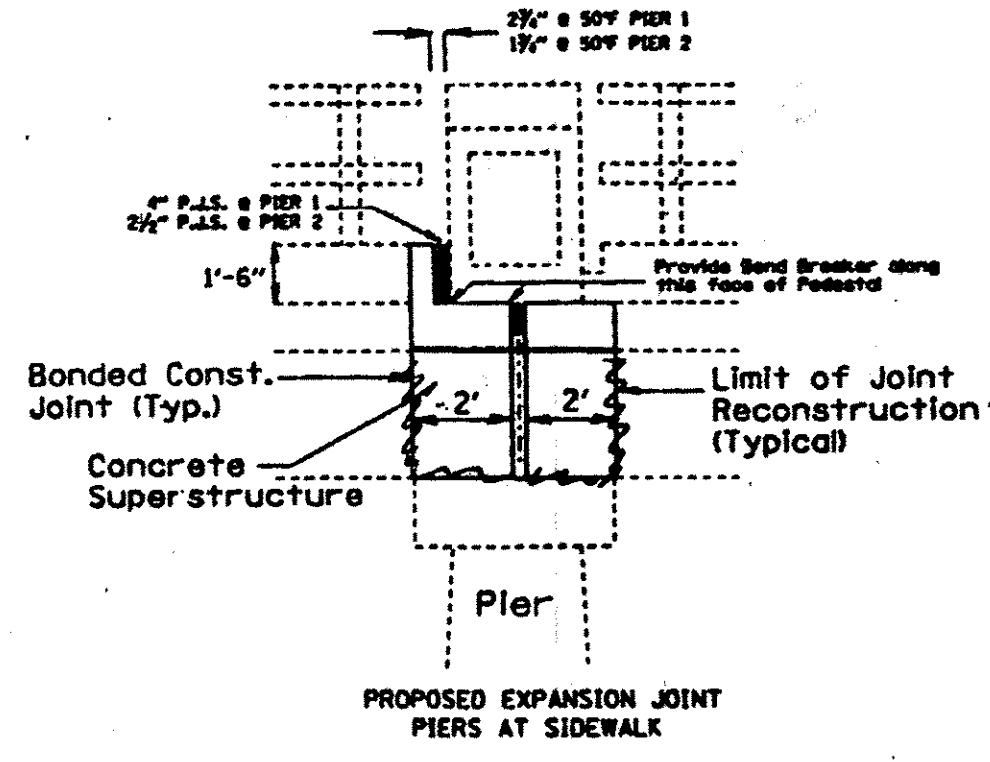 2¾" @ 50°F PIER 1
1¾" @ 50°F PIER 2
4" P.J.S. @ PIER 1
2½" P.J.S. @ PIER 2
1'-6"
Provide Bond Breaker along
this face of Pedestal
Bonded Const.
Joint (Typ.)
2'
2'
Limit of Joint
Reconstruction
(Typical)
Concrete
Superstructure
Pier
PROPOSED EXPANSION JOINT
PIERS AT SIDEWALK